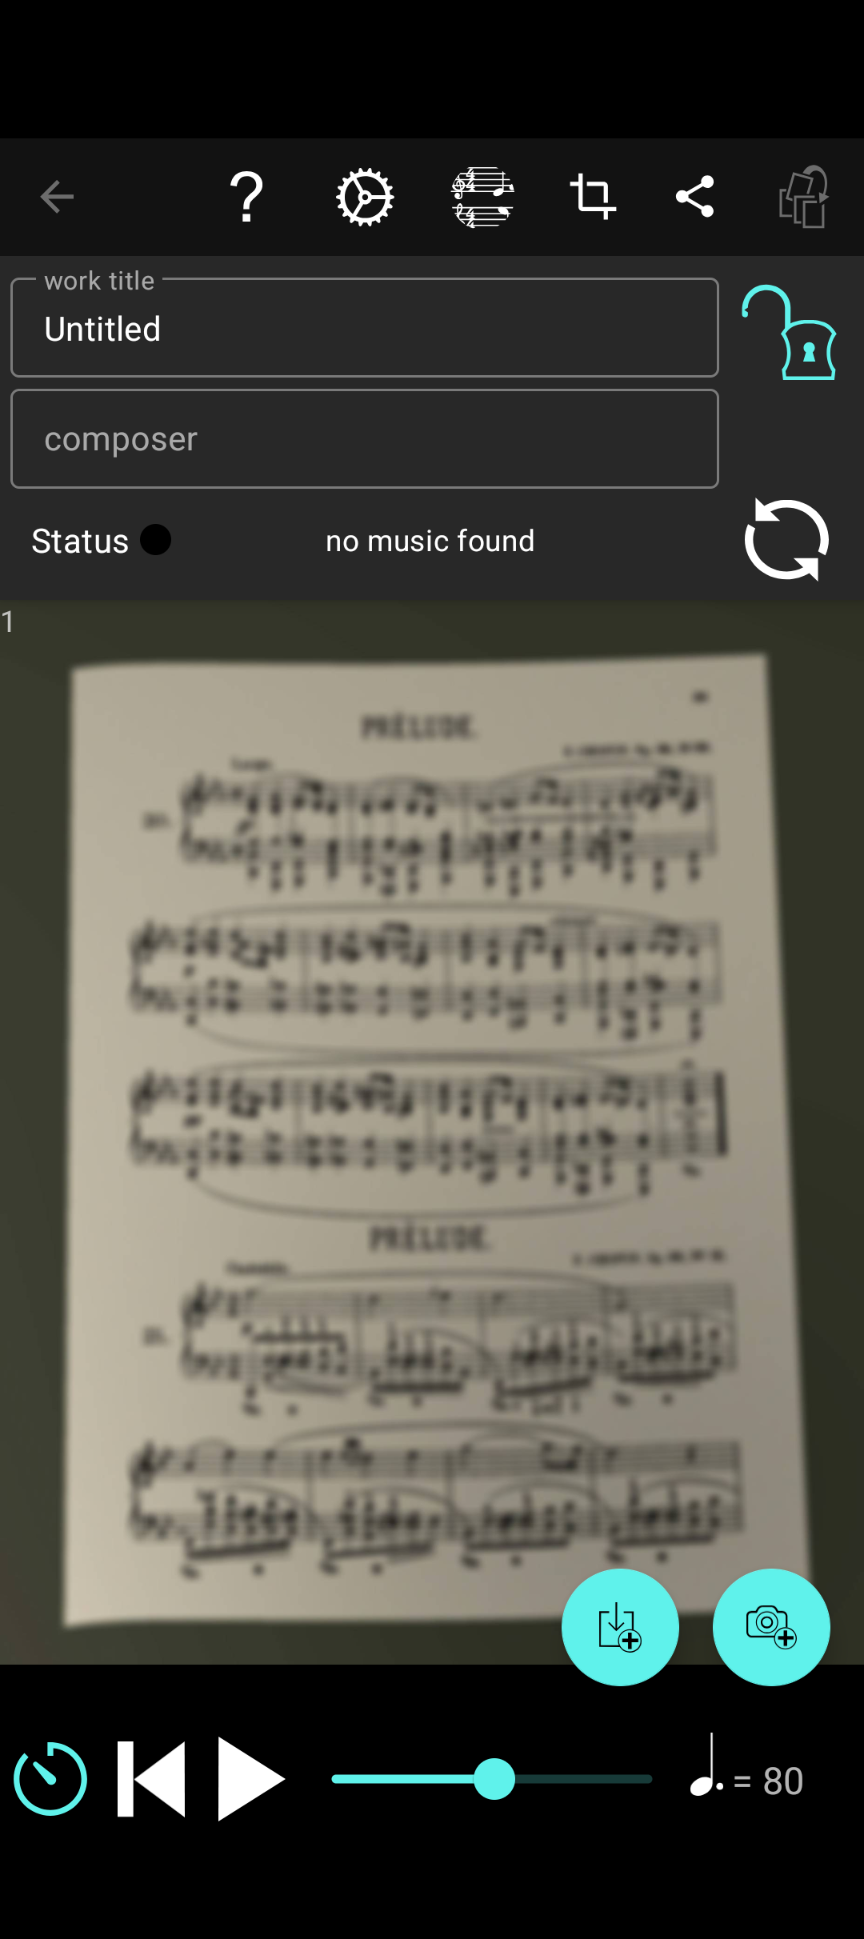 ?
work title
Untitled
composer
Status
no music found
1
PRÉLUDE.
PRÉLUDE.
= 80